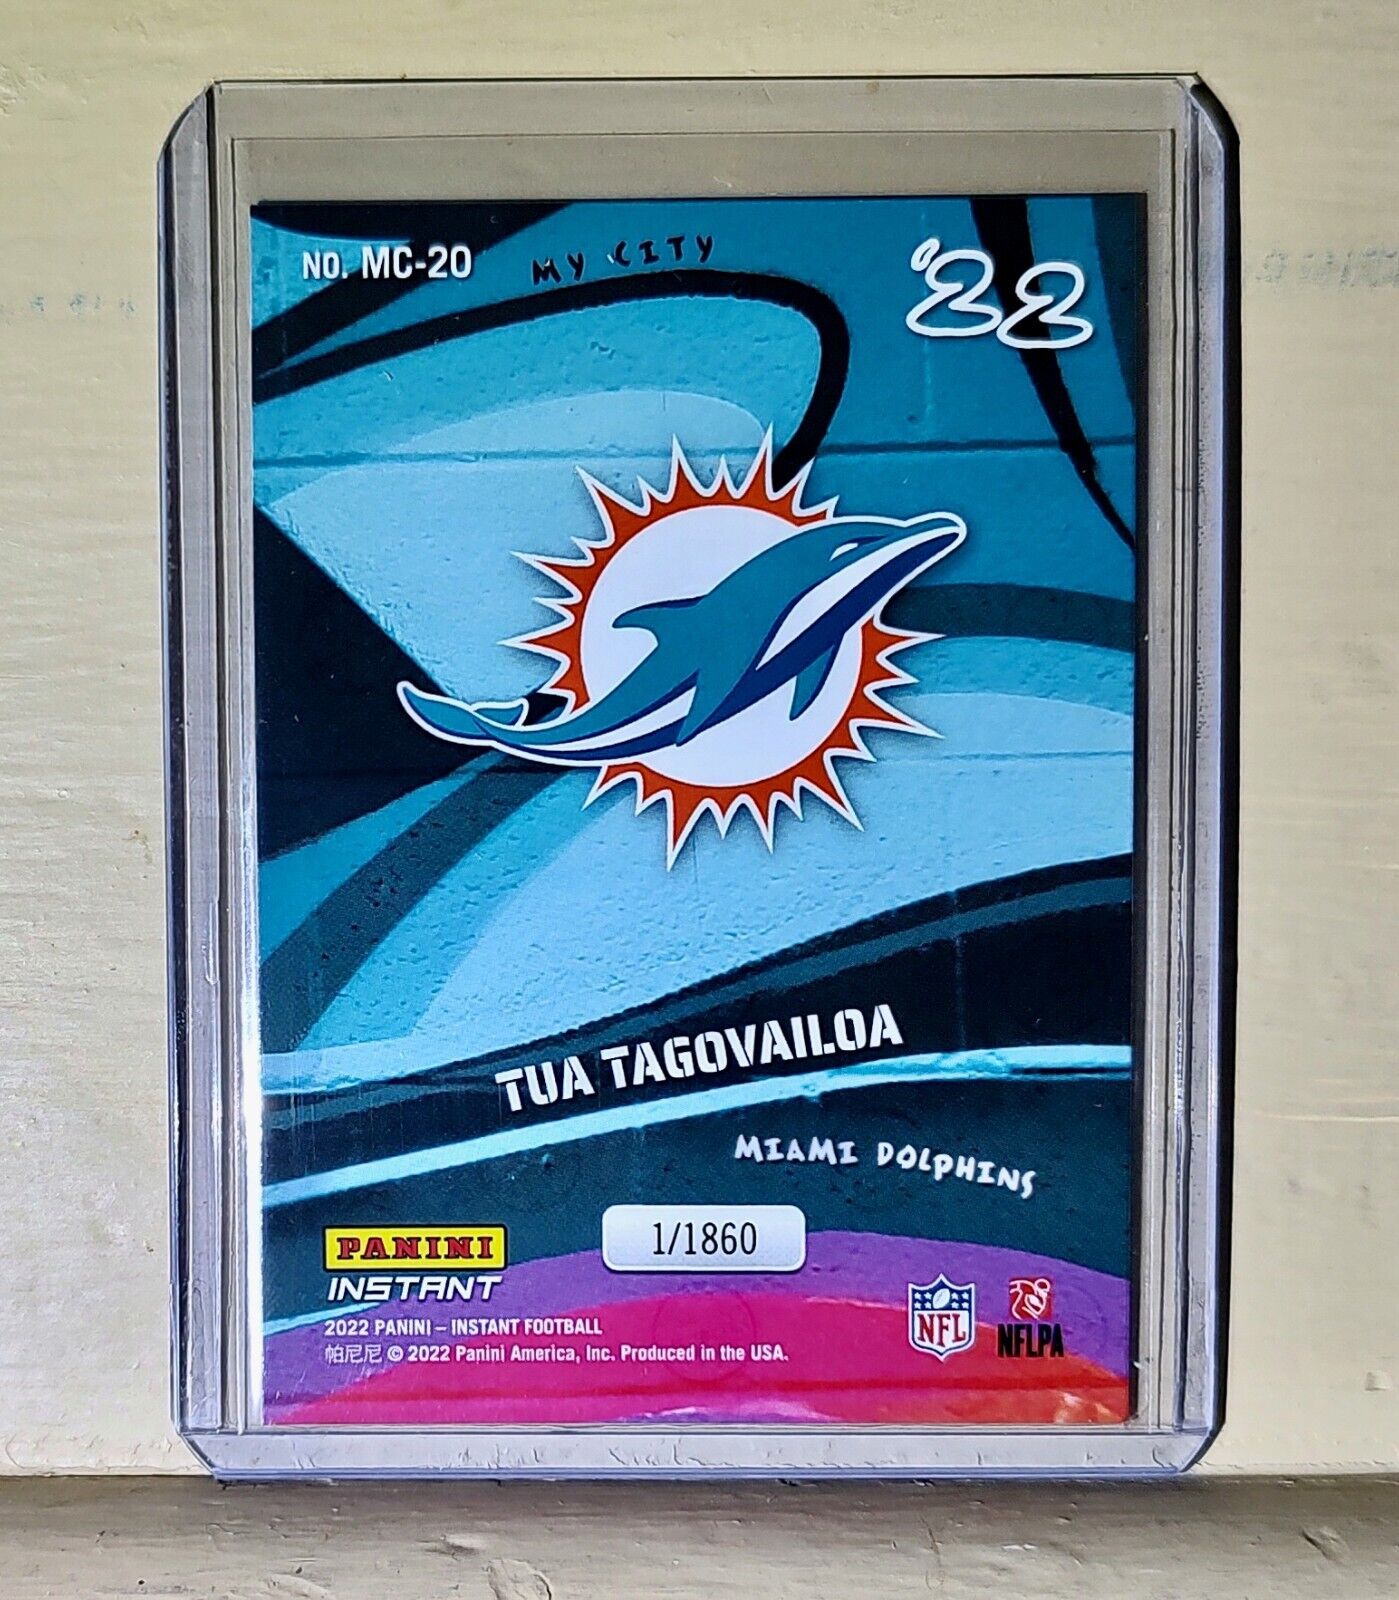 NO. MC-20
MY CITY
'22
TUA TAGOVAILOA
MIAMI DOLPHINS
1/1860
PANINI
INSTANT
2022 PANINI – INSTANT FOOTBALL
帕尼尼 © 2022 Panini America, Inc. Produced in the USA.
NFL
NFLPA